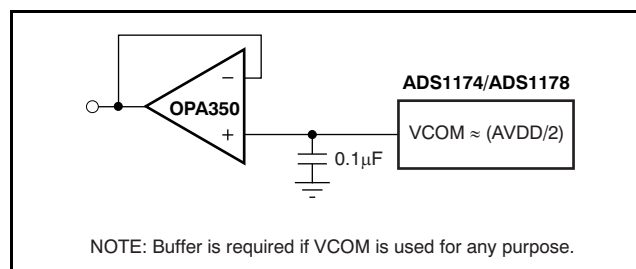 ADS1174/ADS1178
−
OPA350
+
VCOM ≈ (AVDD/2)
0.1μF
NOTE: Buffer is required if VCOM is used for any purpose.